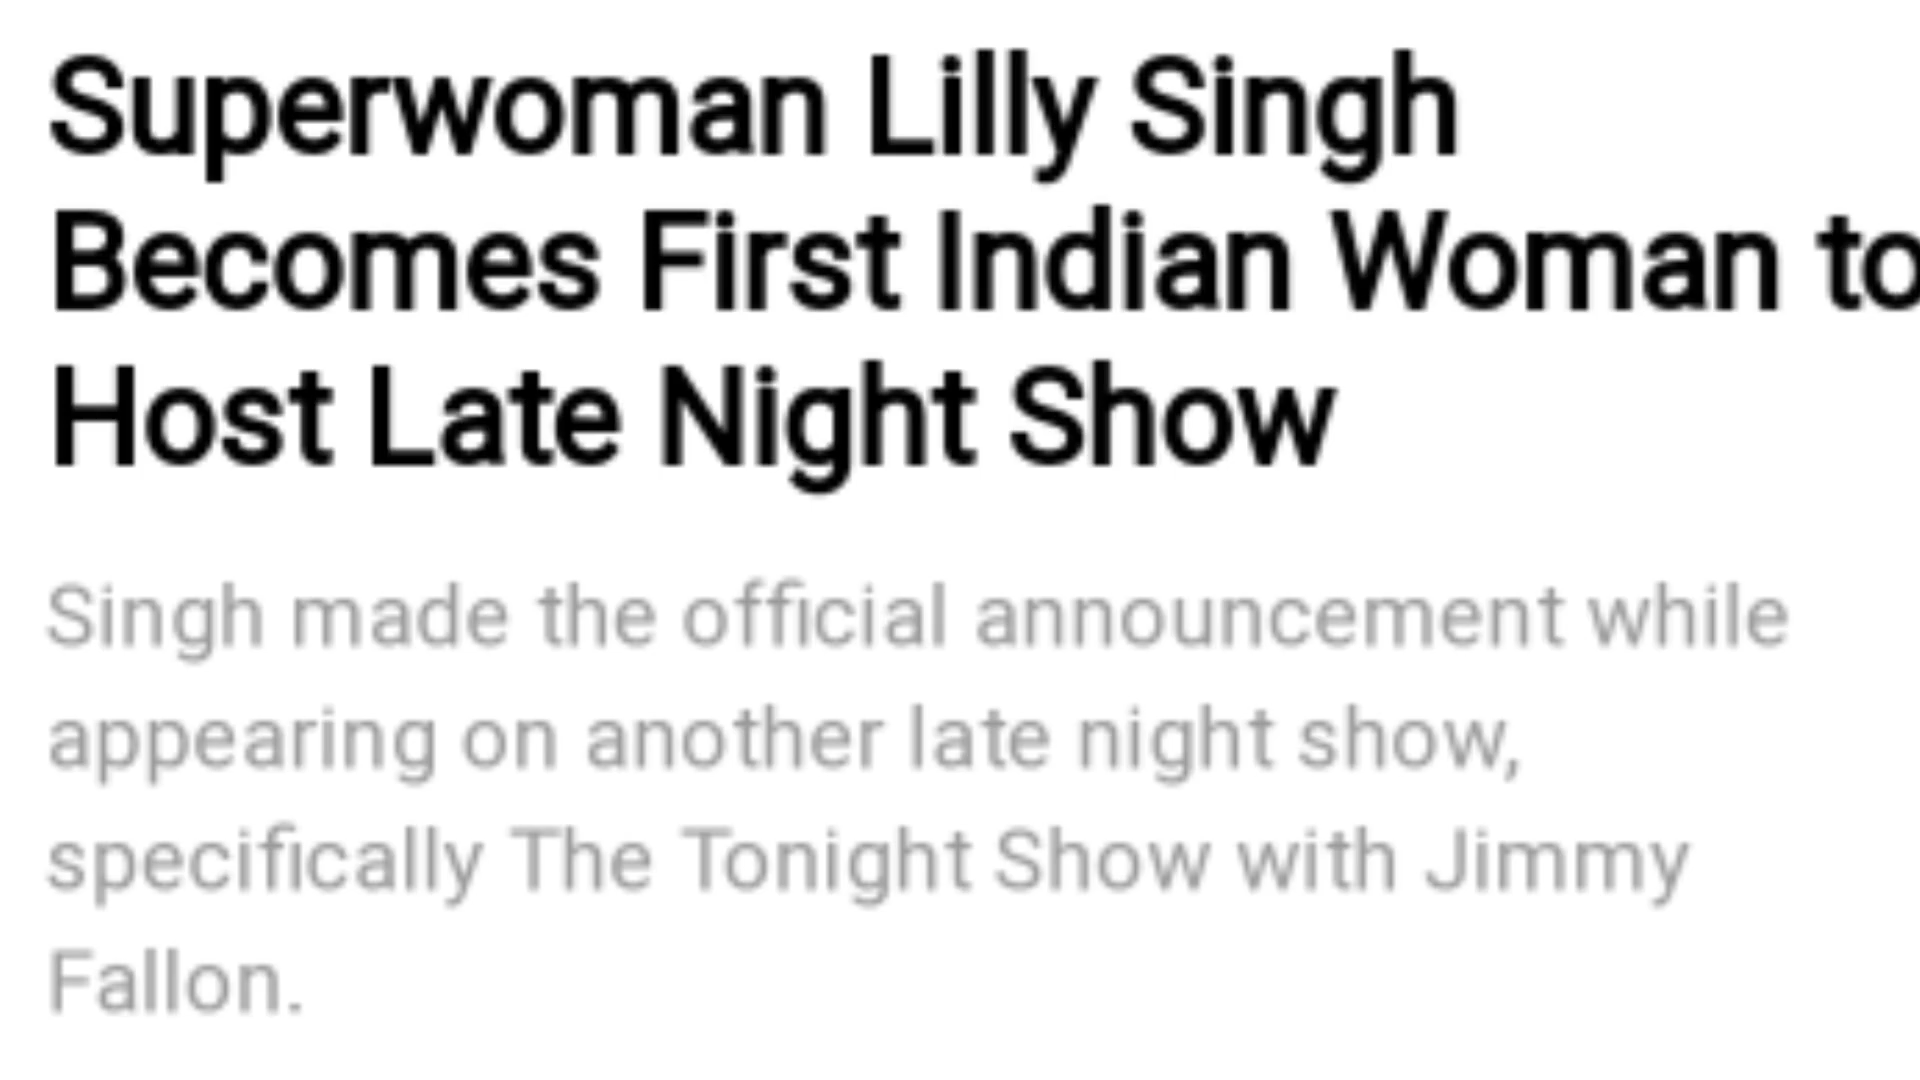 Superwoman Lilly Singh
Becomes First Indian Woman to
Host Late Night Show
Singh made the official announcement while
appearing on another late night show,
specifically The Tonight Show with Jimmy
Fallon.